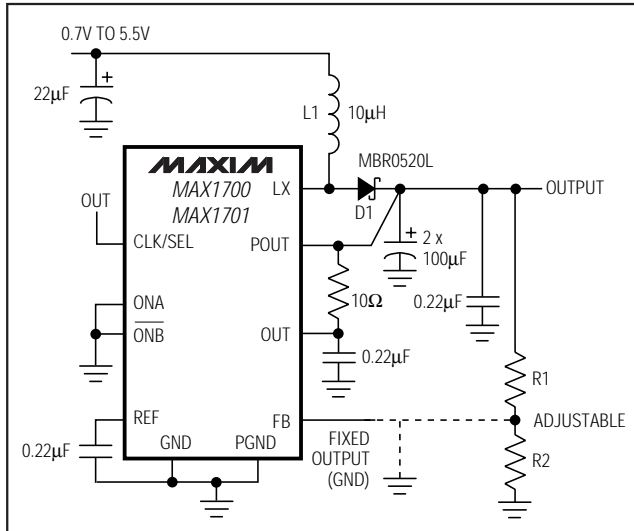 0.7V TO 5.5V
+
22µF
L1 10µH
MAXIM
MAX1700
MAX1701
MBR0520L
LX
D1
OUTPUT
OUT
CLK/SEL
POUT
+
2 x
100µF
10Ω
0.22µF
ONA
ONB
OUT
0.22µF
R1
REF
FB
ADJUSTABLE
0.22µF
GND PGND
FIXED
OUTPUT
(GND)
R2